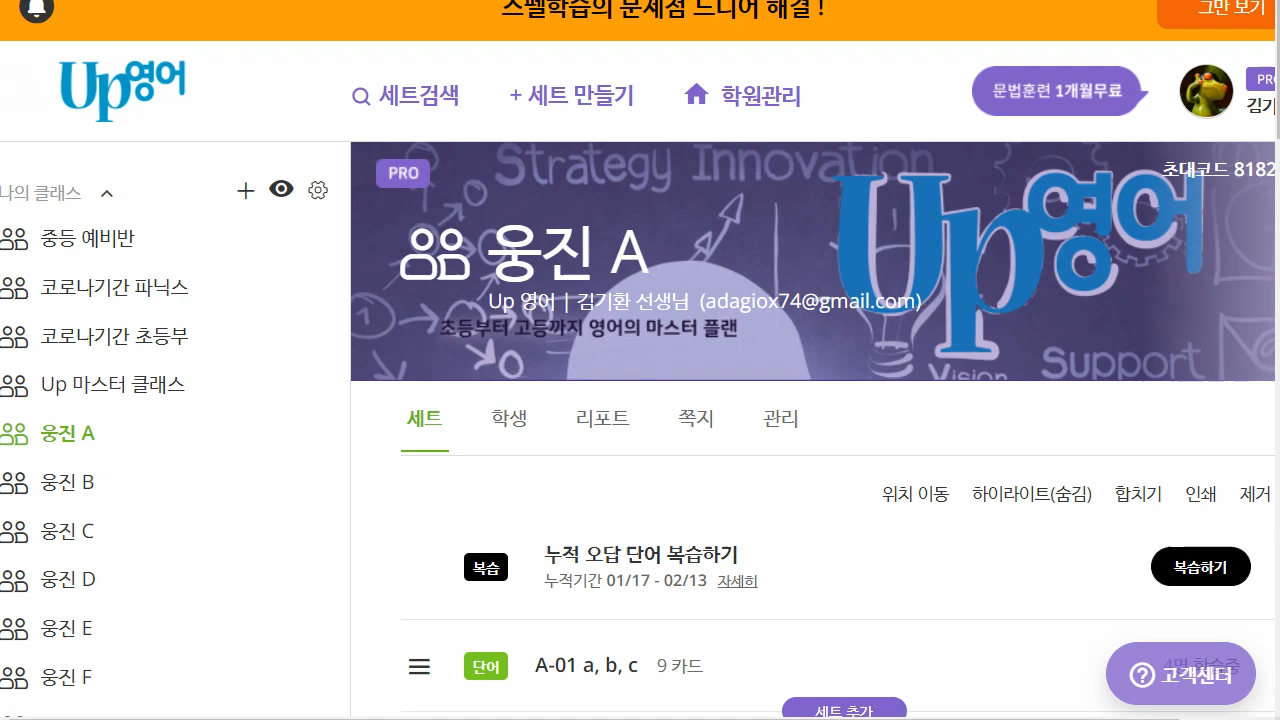 스펠학습의 문제점 드디어 해결 !
그만 보기
Up영어
세트검색
+ 세트 만들기
학원관리
문법훈련 1개월무료
PRO
김기
나의 클래스
중등 예비반
코로나기간 파닉스
코로나기간 초등부
Up 마스터 클래스
웅진 A
웅진 B
웅진 C
웅진 D
웅진 E
웅진 F
PRO
Strategy Innovation
초대코드 8182
Up영어
웅진 A
Up 영어 | 김기환 선생님 (adagiox74@gmail.com)
초등부터 고등까지 영어의 마스터 플랜
Vision
Support
세트
학생
리포트
쪽지
관리
위치 이동
하이라이트(숨김)
합치기
인쇄
제거
복습
누적 오답 단어 복습하기
누적기간 01/17 - 02/13 자세히
복습하기
단어
A-01 a, b, c
9 카드
4명 학습중
고객센터
세트 추가